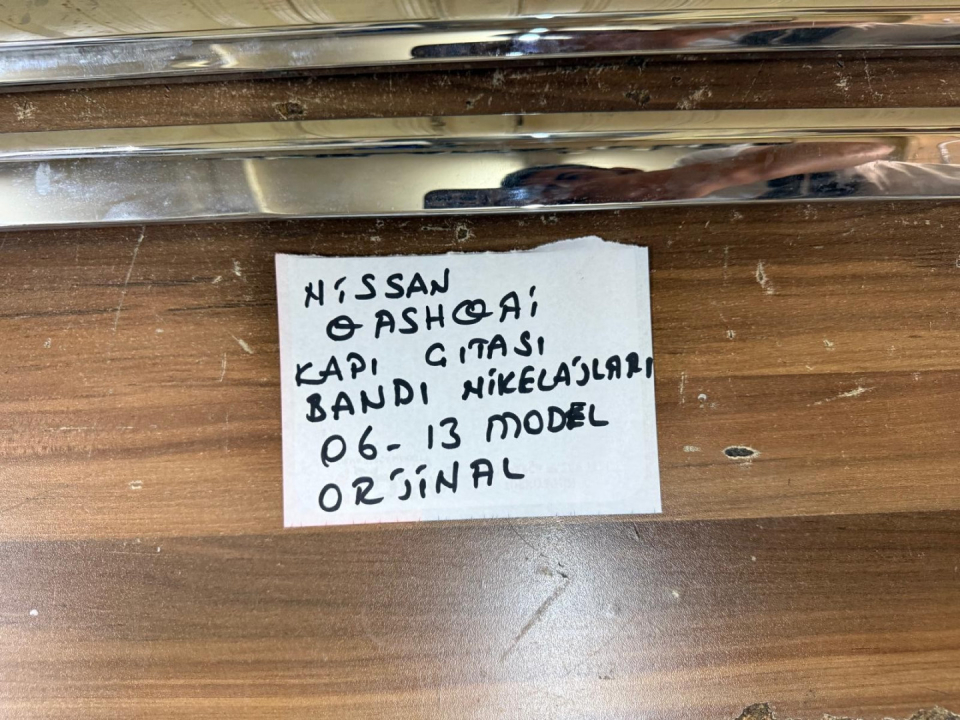 NİSSAN
QASHQAİ
KAPI CITASI
BANDI NİKELAJLARI
06-13 MODEL
ORJİNAL